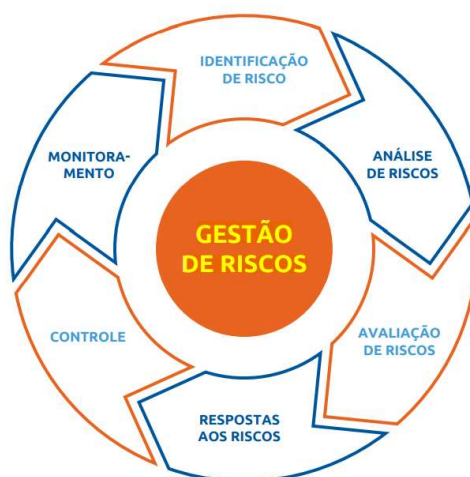 IDENTIFICAÇÃO
DE RISCO
ANÁLISE
DE RISCOS
AVALIAÇÃO
DE RISCOS
RESPOSTAS
AOS RISCOS
CONTROLE
MONITORA-
MENTO
GESTÃO
DE RISCOS